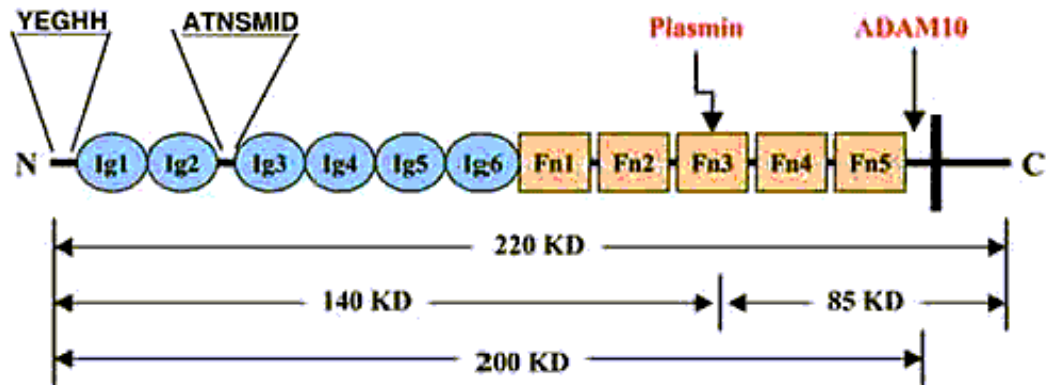 YEGHH ATNSMID Plasmin ADAM10
N Ig1 Ig2 Ig3 Ig4 Ig5 Ig6 Fn1 Fn2 Fn3 Fn4 Fn5 C
220 KD
140 KD 85 KD
200 KD